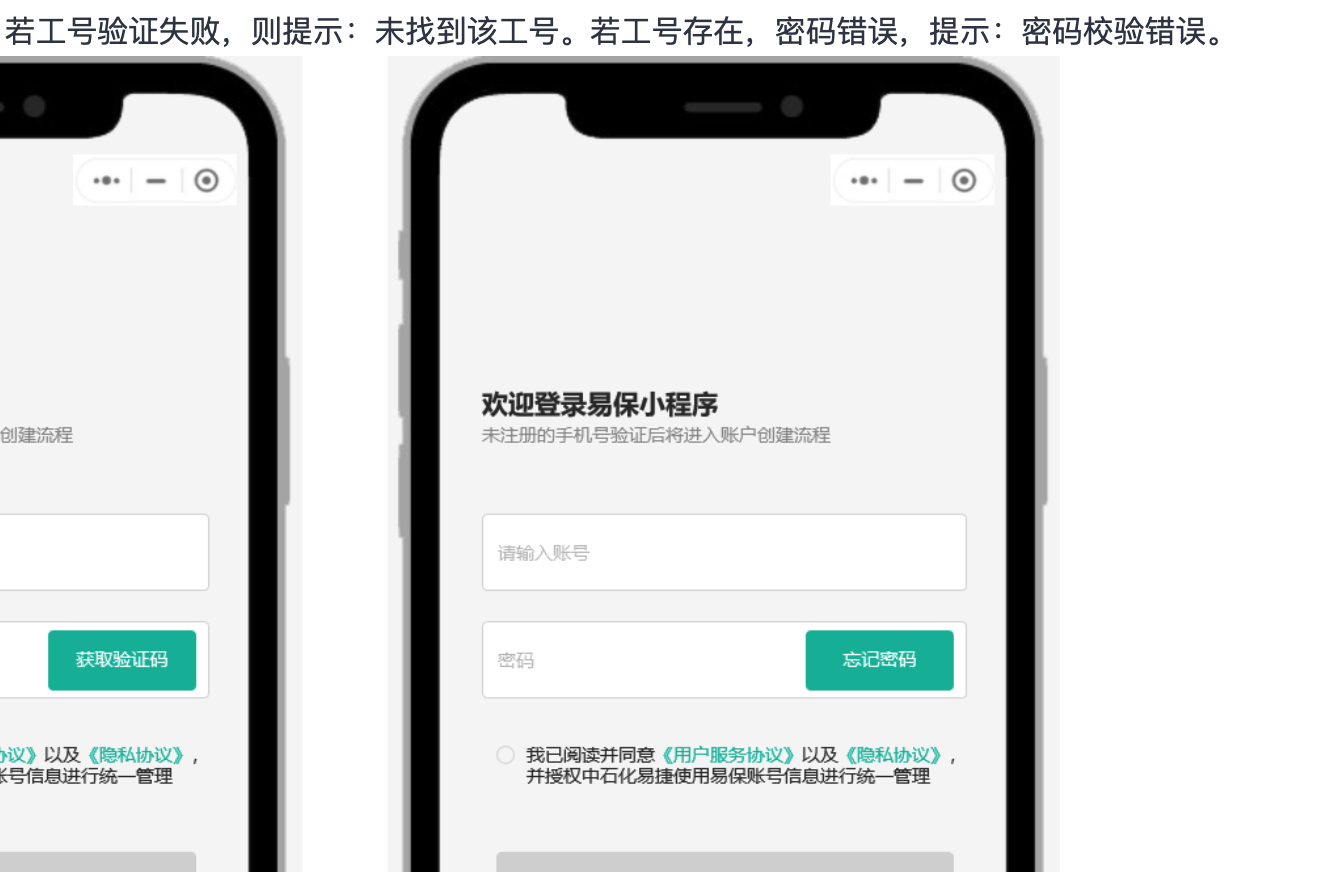 若工号验证失败，则提示：未找到该工号。若工号存在，密码错误，提示：密码校验错误。
创建流程
获取验证码
办议》以及《隐私协议》，
号信息进行统一管理
欢迎登录易保小程序
未注册的手机号验证后将进入账户创建流程
请输入账号
密码
忘记密码
我已阅读并同意《用户服务协议》以及《隐私协议》，
并授权中石化易捷使用易保账号信息进行统一管理